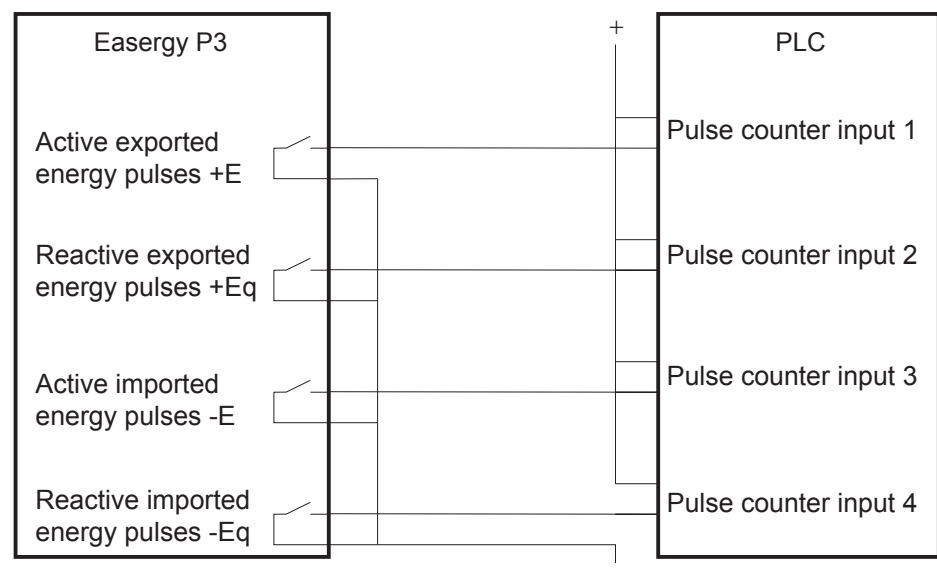 Easergy P3
+
PLC
Active exported
energy pulses +E
Pulse counter input 1
Reactive exported
energy pulses +Eq
Pulse counter input 2
Active imported
energy pulses -E
Pulse counter input 3
Reactive imported
energy pulses -Eq
Pulse counter input 4